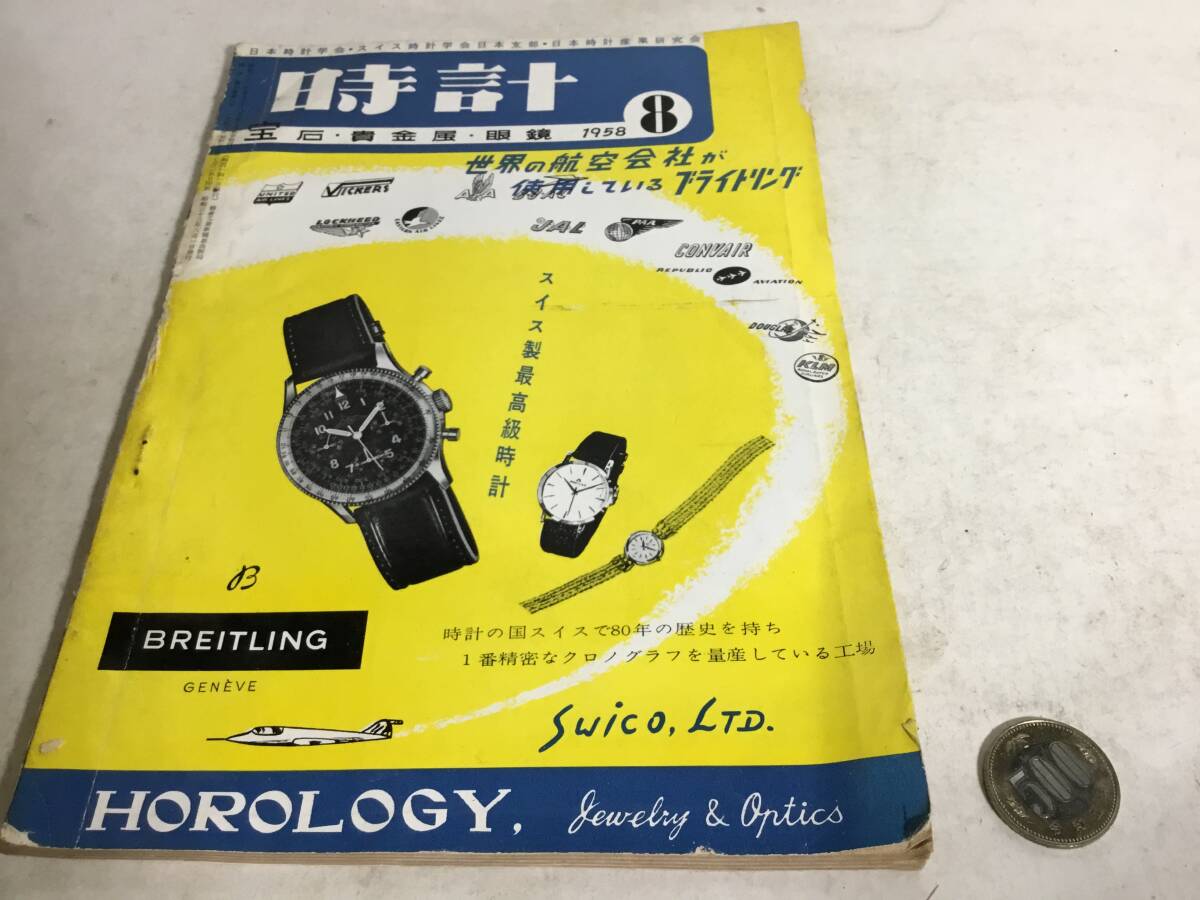 日本時計学会・スイス時計学会日本支部・日本時計産業研究会
時計
宝石・貴金属・眼鏡 1958 8
世界の航空会社が
使用しているブライトリング
UNITED
AIR LINES
VICKERS
LOCKHEED
JAL
PAA
CONVAIR
REPUBLIC AVIATION
DOUGLAS
KLM
スイス製最高級時計
B
BREITLING
GENÈVE
時計の国スイスで80年の歴史を持ち
1番精密なクロノグラフを量産している工場
SWICO, LTD.
HOROLOGY, Jewelry & Optics
500